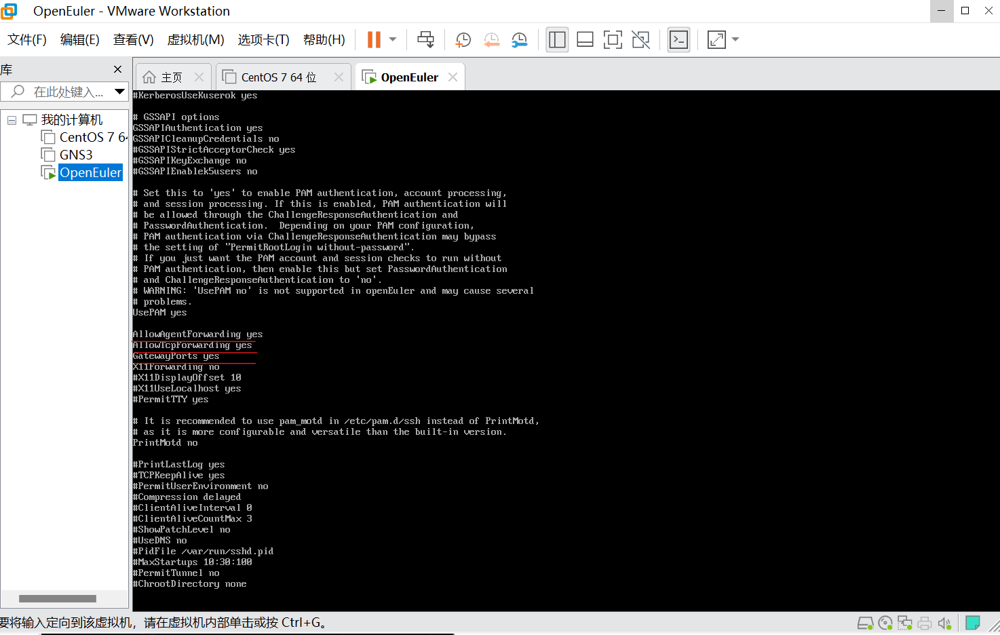 OpenEuler - VMware Workstation
文件(F) 编辑(E) 查看(V) 虚拟机(M) 选项卡(T) 帮助(H)
库
在此处键入...
主页 CentOS 7 64 位 OpenEuler
我的计算机
CentOS 7 64
GNS3
OpenEuler
#KerberosUseKuserok yes
# GSSAPI options
GSSAPIAuthentication yes
GSSAPICleanupCredentials no
#GSSAPIStrictAcceptorCheck yes
#GSSAPIKeyExchange no
#GSSAPIEnablek5users no
# Set this to 'yes' to enable PAM authentication, account processing,
# and session processing. If this is enabled, PAM authentication will
# be allowed through the ChallengeResponseAuthentication and
# PasswordAuthentication.  Depending on your PAM configuration,
# PAM authentication via ChallengeResponseAuthentication may bypass
# the setting of "PermitRootLogin without-password".
# If you just want the PAM account and session checks to run without
# PAM authentication, then enable this but set PasswordAuthentication
# and ChallengeResponseAuthentication to 'no'.
# WARNING: 'UsePAM no' is not supported in openEuler and may cause several
# problems.
UsePAM yes
AllowAgentForwarding yes
AllowTcpForwarding yes
GatewayPorts yes
X11Forwarding no
#X11DisplayOffset 10
#X11UseLocalhost yes
#PermitTTY yes
# It is recommended to use pam_motd in /etc/pam.d/ssh instead of PrintMotd,
# as it is more configurable and versatile than the built-in version.
PrintMotd no
#PrintLastLog yes
#TCPKeepAlive yes
#PermitUserEnvironment no
#Compression delayed
#ClientAliveInterval 0
#ClientAliveCountMax 3
#ShowPatchLevel no
#UseDNS no
#PidFile /var/run/sshd.pid
#MaxStartups 10:30:100
#PermitTunnel no
#ChrootDirectory none
要将输入定向到该虚拟机，请在虚拟机内部单击或按 Ctrl+G。